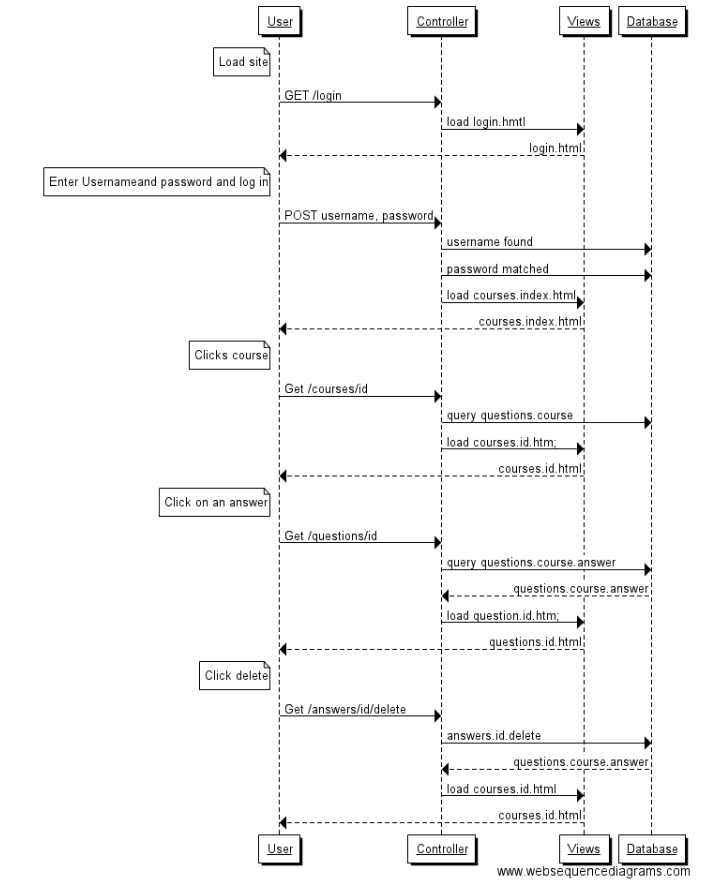 User Controller Views Database
Load site
GET /login
load login.hmtl
login.html
Enter Usernameand password and log in
POST username, password
username found
password matched
load courses.index.html
courses.index.html
Clicks course
Get /courses/id
query questions.course
load courses.id.htm;
courses.id.html
Click on an answer
Get /questions/id
query questions.course.answer
questions.course.answer
load question.id.htm;
questions.id.html
Click delete
Get /answers/id/delete
answers.id.delete
questions.course.answer
load courses.id.html
courses.id.html
User Controller Views Database
www.websequencediagrams.com